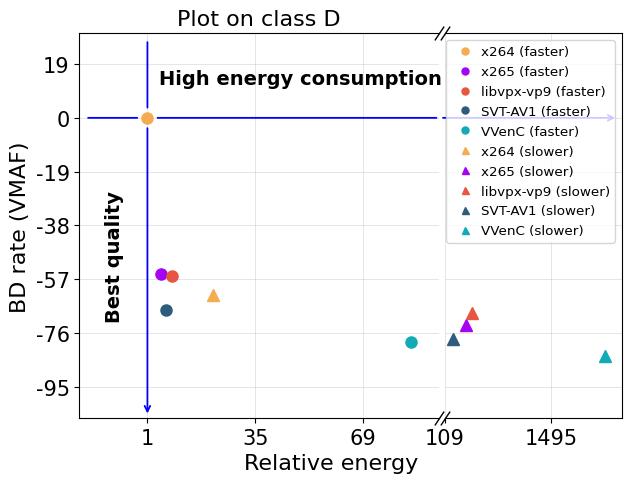 Plot on class D
19
0
-19
-38
-57
-76
-95
BD rate (VMAF)
High energy consumption
Best quality
x264 (faster)
x265 (faster)
libvpx-vp9 (faster)
SVT-AV1 (faster)
VVenC (faster)
x264 (slower)
x265 (slower)
libvpx-vp9 (slower)
SVT-AV1 (slower)
VVenC (slower)
1 35 69 109 1495
Relative energy